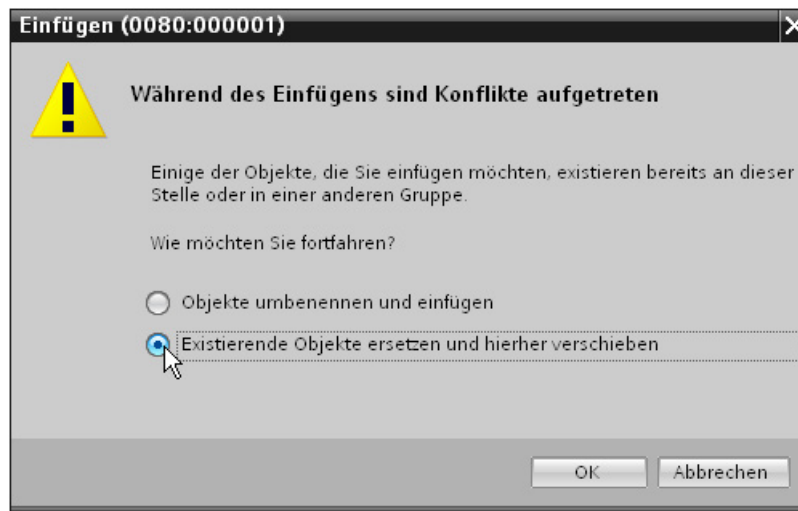 Einfügen (0080:000001)
Während des Einfügens sind Konflikte aufgetreten
Einige der Objekte, die Sie einfügen möchten, existieren bereits an dieser
Stelle oder in einer anderen Gruppe.
Wie möchten Sie fortfahren?
Objekte umbenennen und einfügen
Existierende Objekte ersetzen und hierher verschieben
OK
Abbrechen